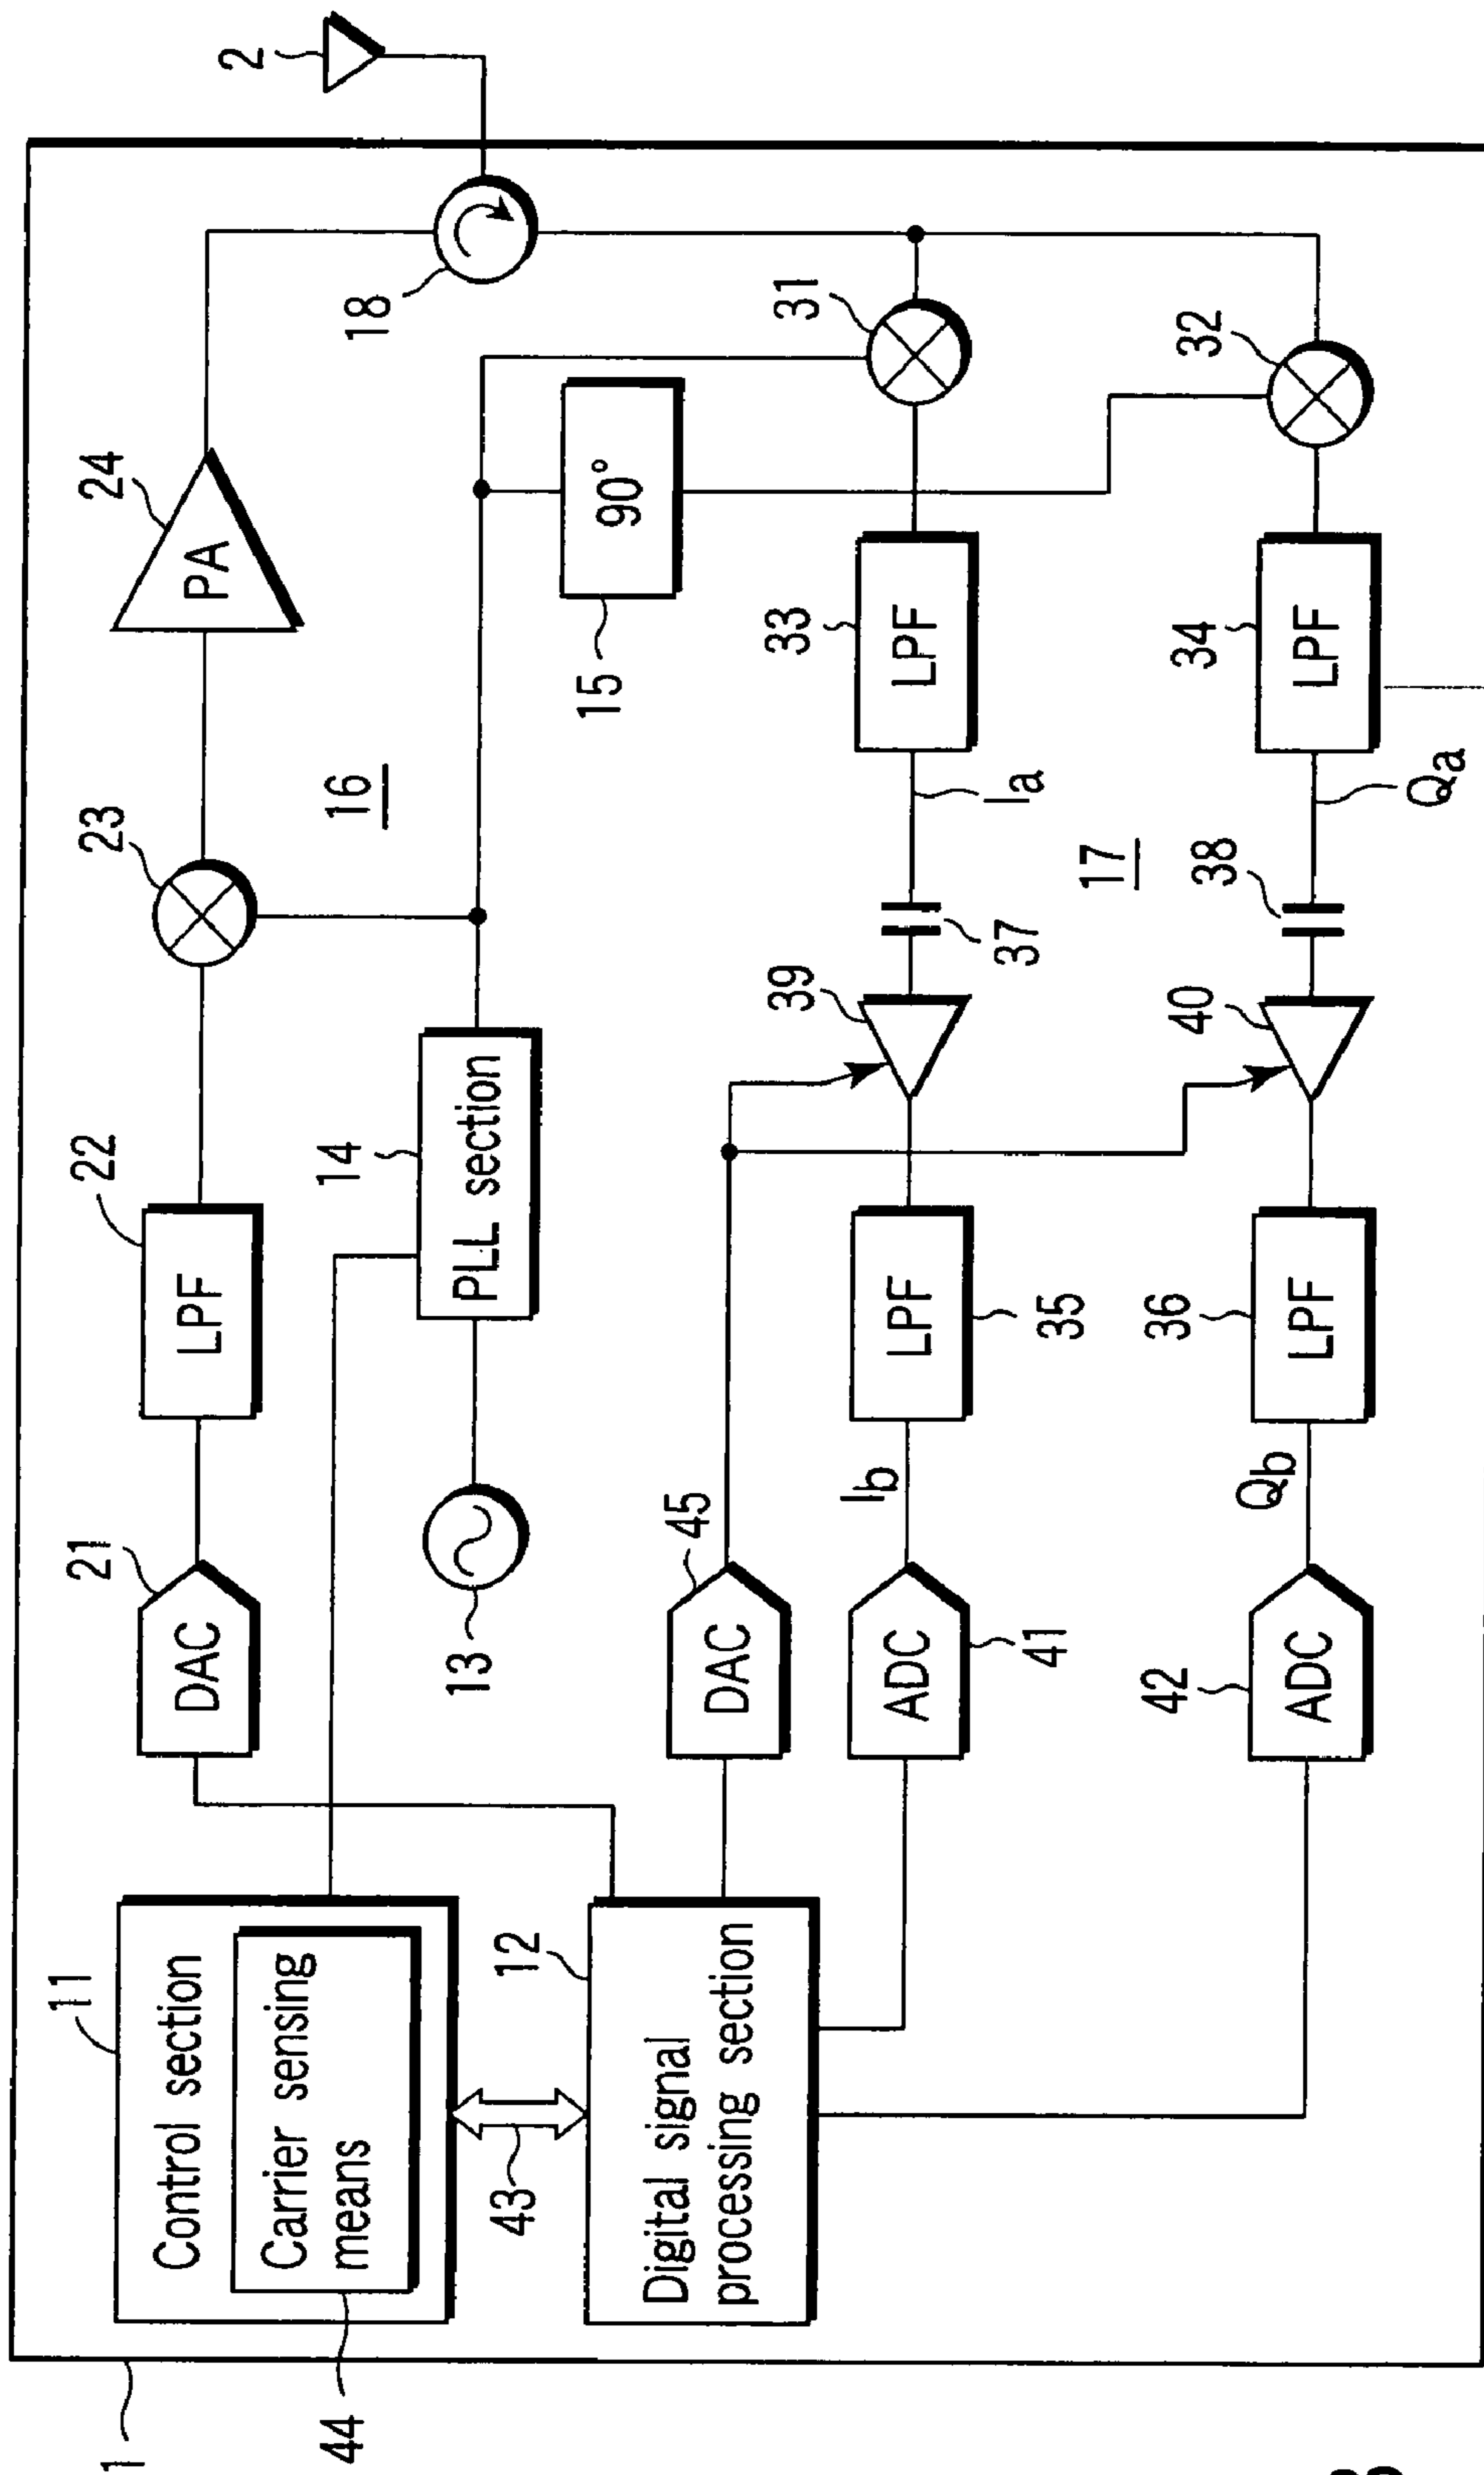 1
11
Control section
Carrier sensing
means
44
43
12
Digital signal
processing section
21
DAC
22
LPF
23
24
PA
2
18
16
13
14
PLL section
15
90°
31
32
45
DAC
41
ADC
Ib
35
LPF
39
37
Ia
33
LPF
17
42
ADC
Qb
36
LPF
40
38
Qa
34
LPF